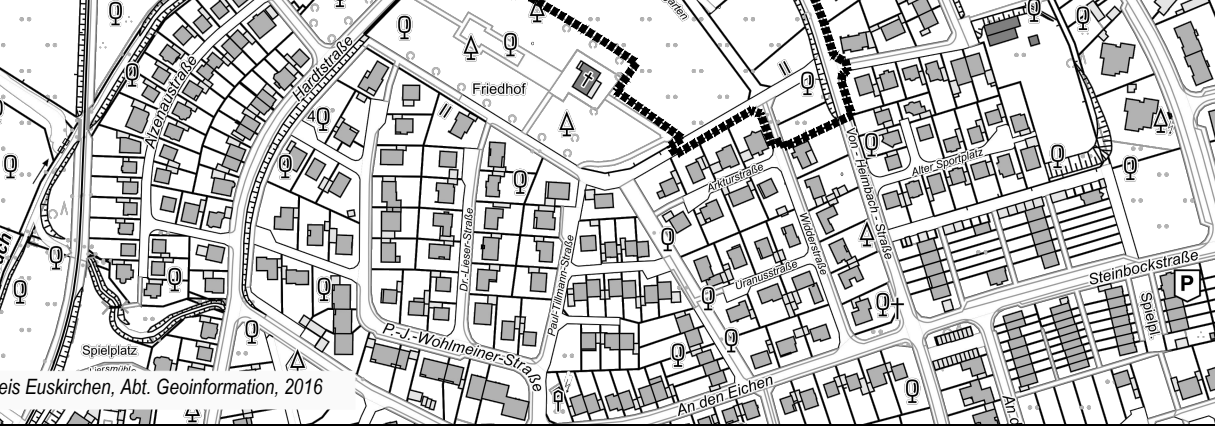 Friedhof
Alzenaustraße
Hardtstraße
Dr.-Lieser-Straße
Paul-Tillmann-Straße
P.-J.-Wohlmeiner-Straße
Arkturstraße
Widderstraße
Uranusstraße
Von-Heimbach-Straße
Alter Sportplatz
Steinbockstraße
P
Spielpl.
An den Eichen
An d
Spielplatz
eis Euskirchen, Abt. Geoinformation, 2016